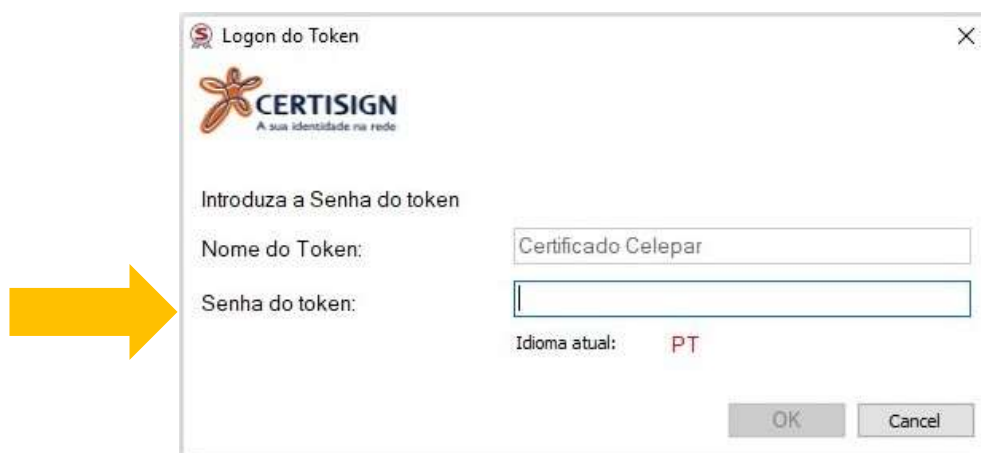 Logon do Token
CERTISIGN
A sua identidade na rede
Introduza a Senha do token
Nome do Token: Certificado Celepar
Senha do token:
Idioma atual: PT
OK Cancel